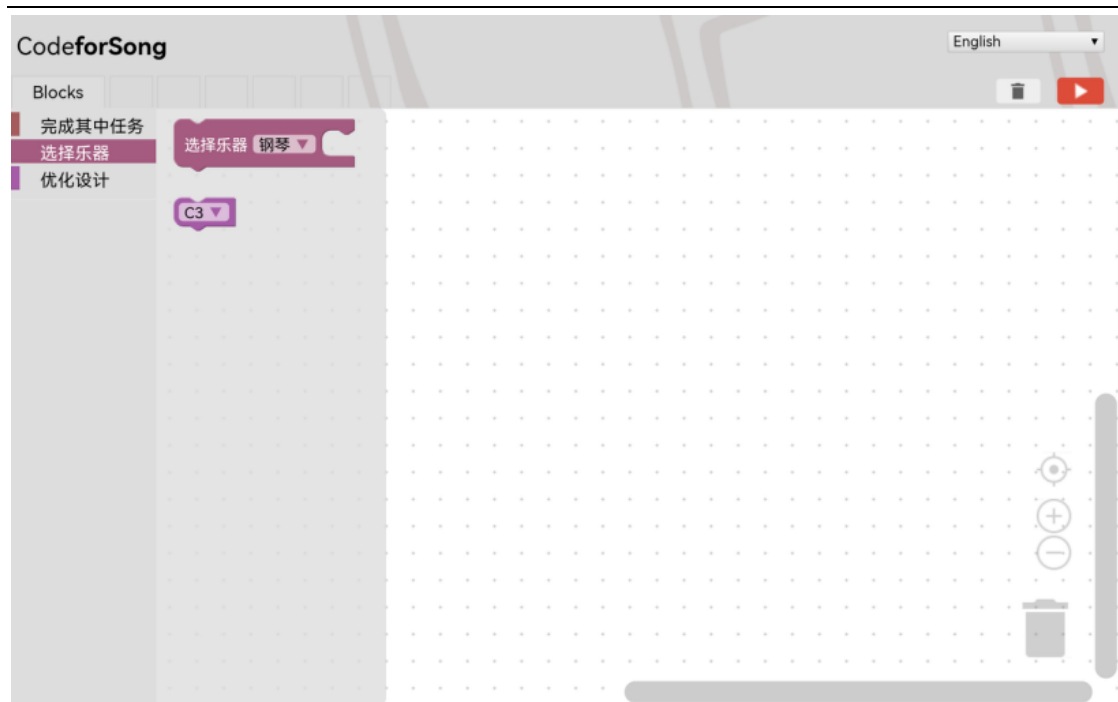 CodeforSong
English
Blocks
完成其中任务
选择乐器
优化设计
选择乐器 钢琴
C3